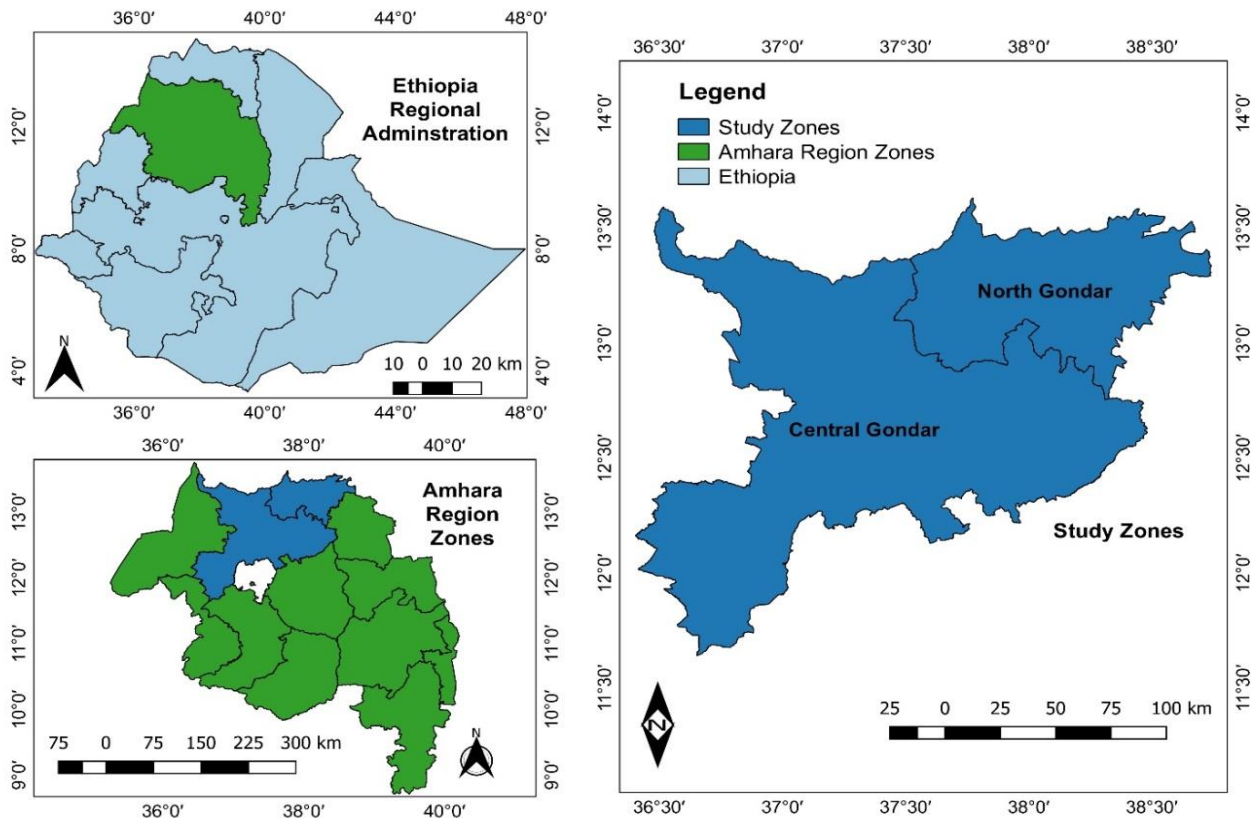 36°0′ 40°0′ 44°0′ 48°0′
Ethiopia
Regional
Adminstration
12°0′ 12°0′
8°0′ 8°0′
4°0′ 4°0′
N
10 0 10 20 km
36°0′ 40°0′ 44°0′ 48°0′
36°0′ 38°0′ 40°0′
Amhara
Region
Zones
13°0′ 13°0′
12°0′ 12°0′
11°0′ 11°0′
10°0′ 10°0′
9°0′ 9°0′
75 0 75 150 225 300 km
N
36°0′ 38°0′ 40°0′
36°30′ 37°0′ 37°30′ 38°0′ 38°30′
Legend
Study Zones
Amhara Region Zones
Ethiopia
14°0′ 14°0′
13°30′ 13°30′
North Gondar
13°0′ 13°0′
Central Gondar
12°30′ 12°30′
Study Zones
12°0′ 12°0′
11°30′ 11°30′
N
25 0 25 50 75 100 km
36°30′ 37°0′ 37°30′ 38°0′ 38°30′